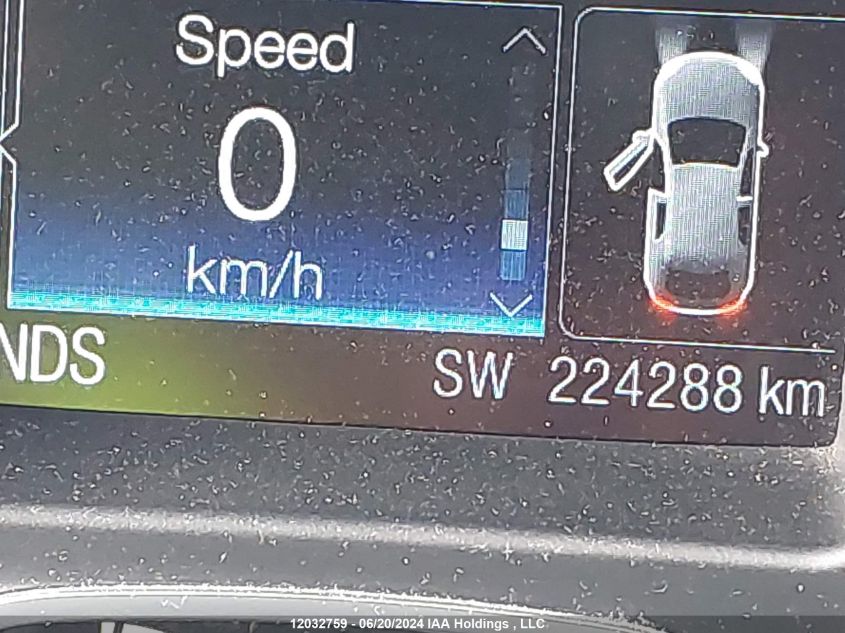 Speed
0
km/h
NDS SW 224288 km
12032759 - 06/20/2024 IAA Holdings , LLC.